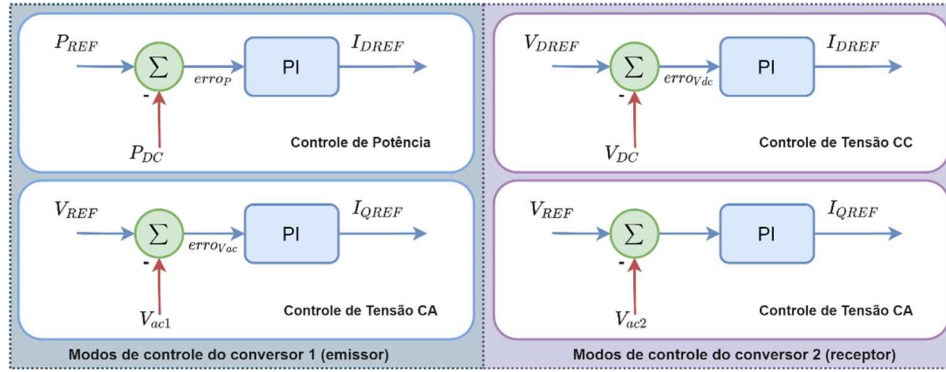 P_REF
I_DREF
∑
PI
erro_P
-
P_DC
Controle de Potência
V_DREF
I_DREF
∑
PI
erro_Vdc
-
V_DC
Controle de Tensão CC
V_REF
I_QREF
∑
PI
erro_Vac
-
V_ac1
Controle de Tensão CA
V_REF
I_QREF
∑
PI
-
V_ac2
Controle de Tensão CA
Modos de controle do conversor 1 (emissor)
Modos de controle do conversor 2 (receptor)